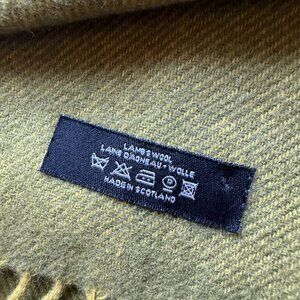 LAMBSWOOL
LAINE D'AGNEAU • WOLLE
P
MADE IN SCOTLAND